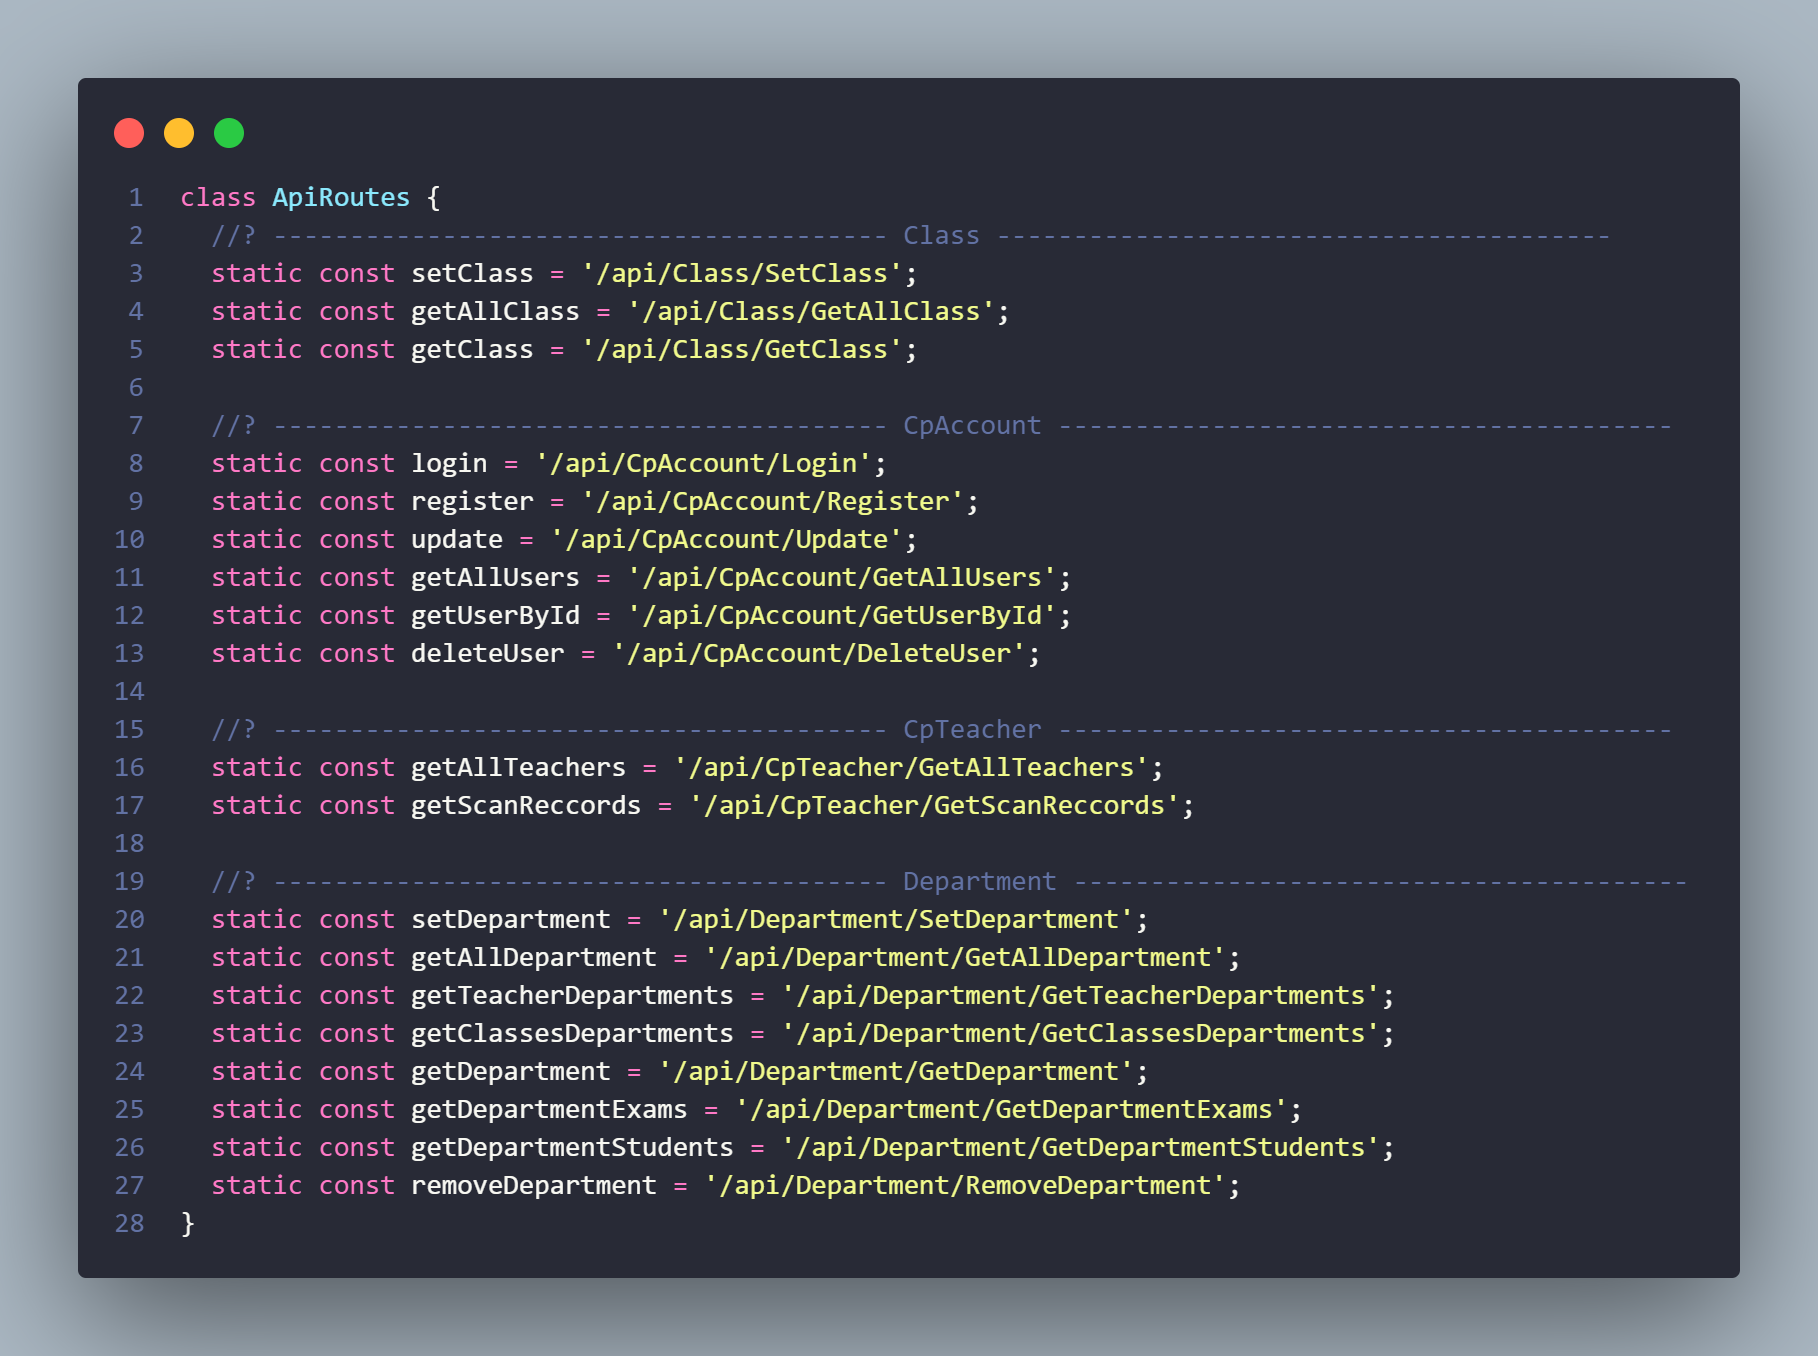 1 class ApiRoutes {
2 //? ---------------------------------------- Class ----------------------------------------
3 static const setClass = '/api/Class/SetClass';
4 static const getAllClass = '/api/Class/GetAllClass';
5 static const getClass = '/api/Class/GetClass';
6
7 //? ---------------------------------------- CpAccount ----------------------------------------
8 static const login = '/api/CpAccount/Login';
9 static const register = '/api/CpAccount/Register';
10 static const update = '/api/CpAccount/Update';
11 static const getAllUsers = '/api/CpAccount/GetAllUsers';
12 static const getUserById = '/api/CpAccount/GetUserById';
13 static const deleteUser = '/api/CpAccount/DeleteUser';
14
15 //? ---------------------------------------- CpTeacher ----------------------------------------
16 static const getAllTeachers = '/api/CpTeacher/GetAllTeachers';
17 static const getScanReccords = '/api/CpTeacher/GetScanReccords';
18
19 //? ---------------------------------------- Department ----------------------------------------
20 static const setDepartment = '/api/Department/SetDepartment';
21 static const getAllDepartment = '/api/Department/GetAllDepartment';
22 static const getTeacherDepartments = '/api/Department/GetTeacherDepartments';
23 static const getClassesDepartments = '/api/Department/GetClassesDepartments';
24 static const getDepartment = '/api/Department/GetDepartment';
25 static const getDepartmentExams = '/api/Department/GetDepartmentExams';
26 static const getDepartmentStudents = '/api/Department/GetDepartmentStudents';
27 static const removeDepartment = '/api/Department/RemoveDepartment';
28 }